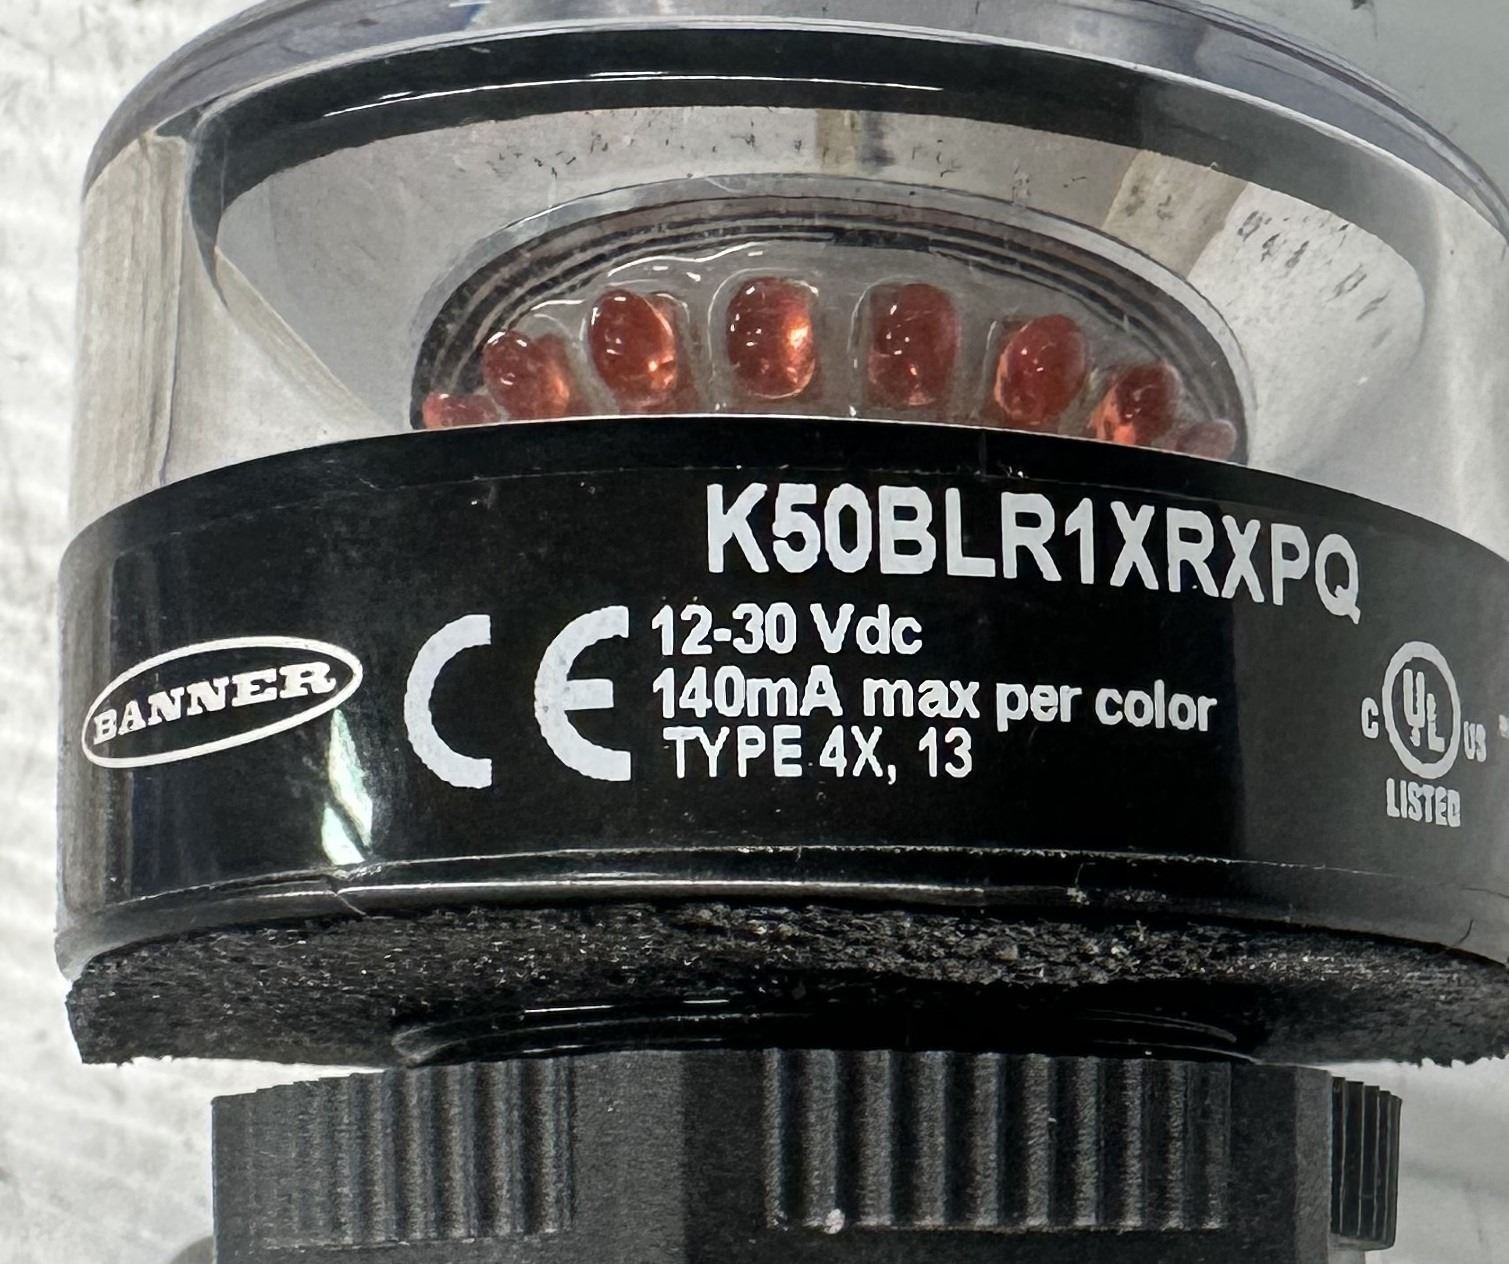 K50BLR1XRXPQ
BANNER
CE
12-30 Vdc
140mA max per color
TYPE 4X, 13
C UL US
LISTED